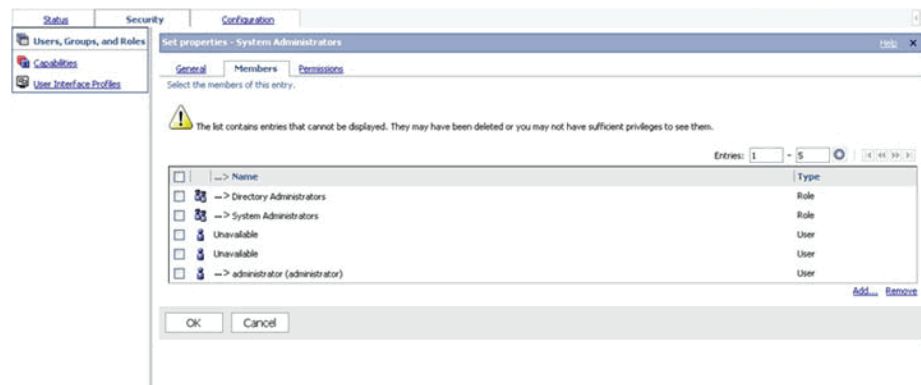 Status
Security
Configuration
Users, Groups, and Roles
Capabilities
User Interface Profiles
Set properties - System Administrators
Help
General
Members
Permissions
Select the members of this entry.
The list contains entries that cannot be displayed. They may have been deleted or you may not have sufficient privileges to see them.
Entries: 1 - 5
...> Name Type
...> Directory Administrators Role
...> System Administrators Role
Unavailable User
Unavailable User
...> administrator (administrator) User
Add... Remove
OK Cancel